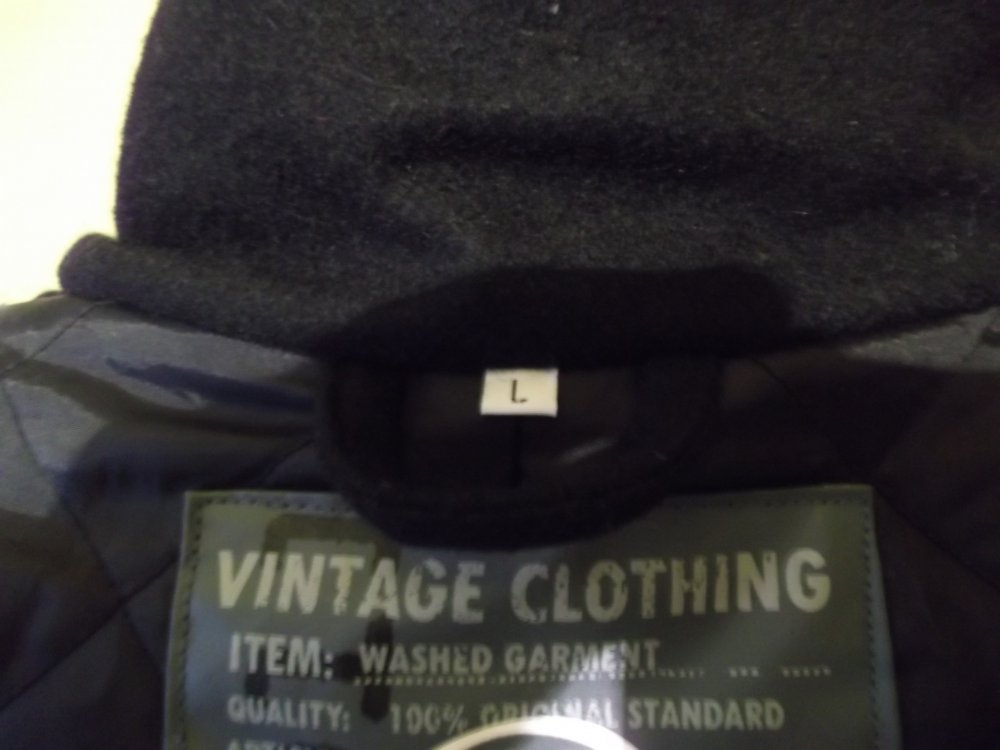 L
VINTAGE CLOTHING
ITEM: WASHED GARMENT
QUALITY: 100% ORIGINAL STANDARD